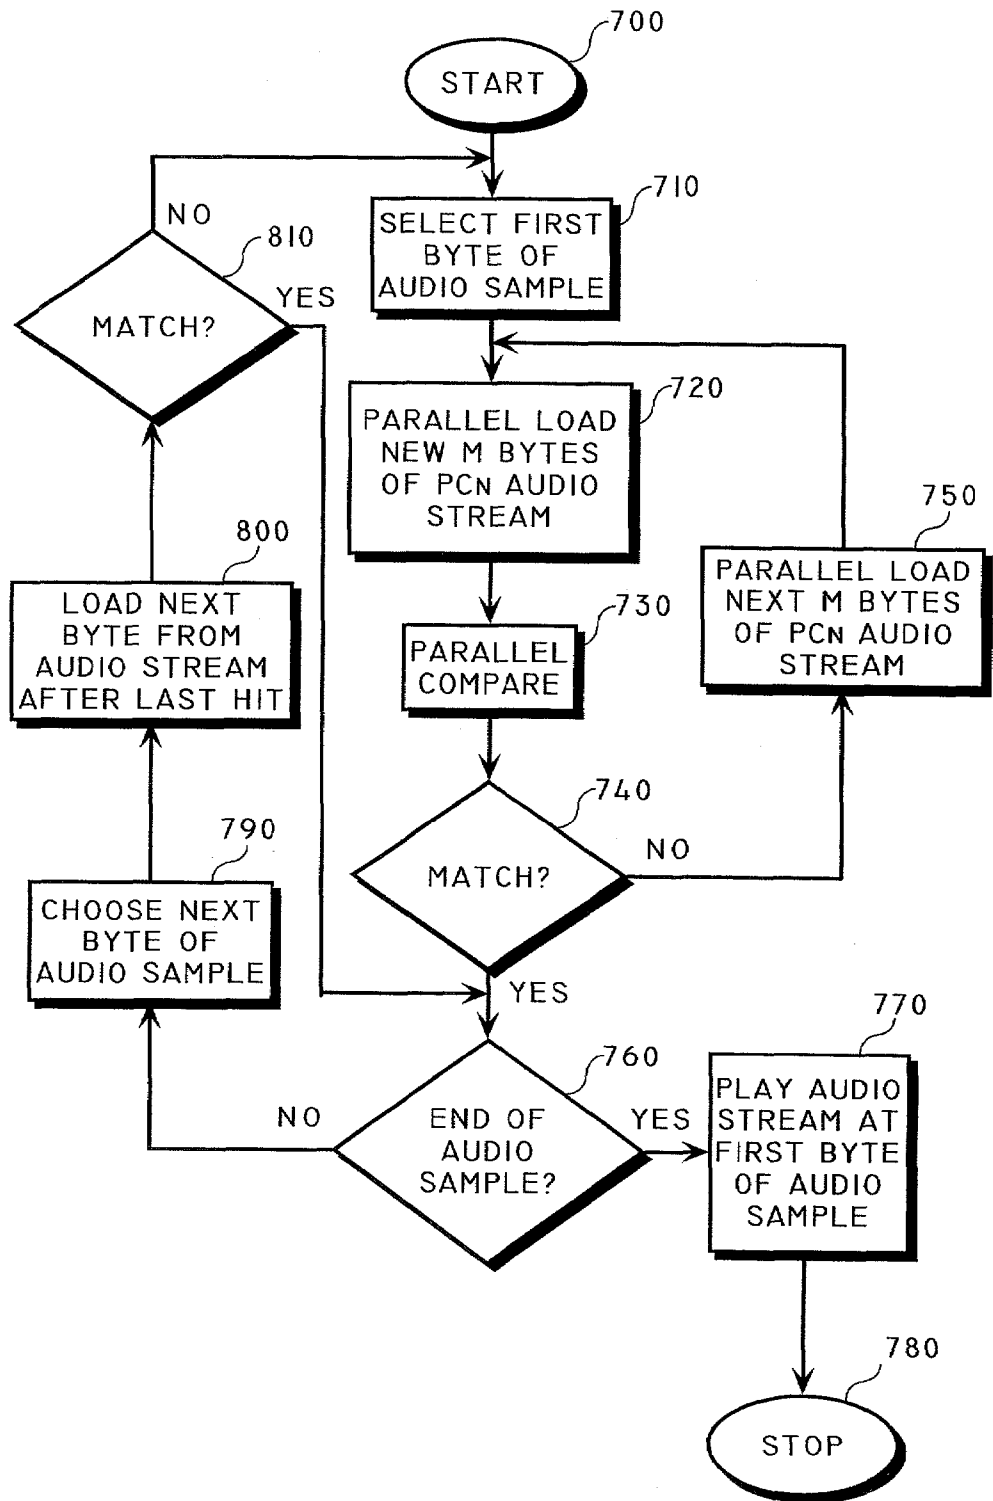 700
START
710
SELECT FIRST
BYTE OF
AUDIO SAMPLE
NO
810
MATCH?
YES
720
PARALLEL LOAD
NEW M BYTES
OF PCN AUDIO
STREAM
750
PARALLEL LOAD
NEXT M BYTES
OF PCN AUDIO
STREAM
800
LOAD NEXT
BYTE FROM
AUDIO STREAM
AFTER LAST HIT
730
PARALLEL
COMPARE
740
MATCH?
NO
YES
790
CHOOSE NEXT
BYTE OF
AUDIO SAMPLE
760
END OF
AUDIO
SAMPLE?
NO
YES
770
PLAY AUDIO
STREAM AT
FIRST BYTE
OF AUDIO
SAMPLE
780
STOP